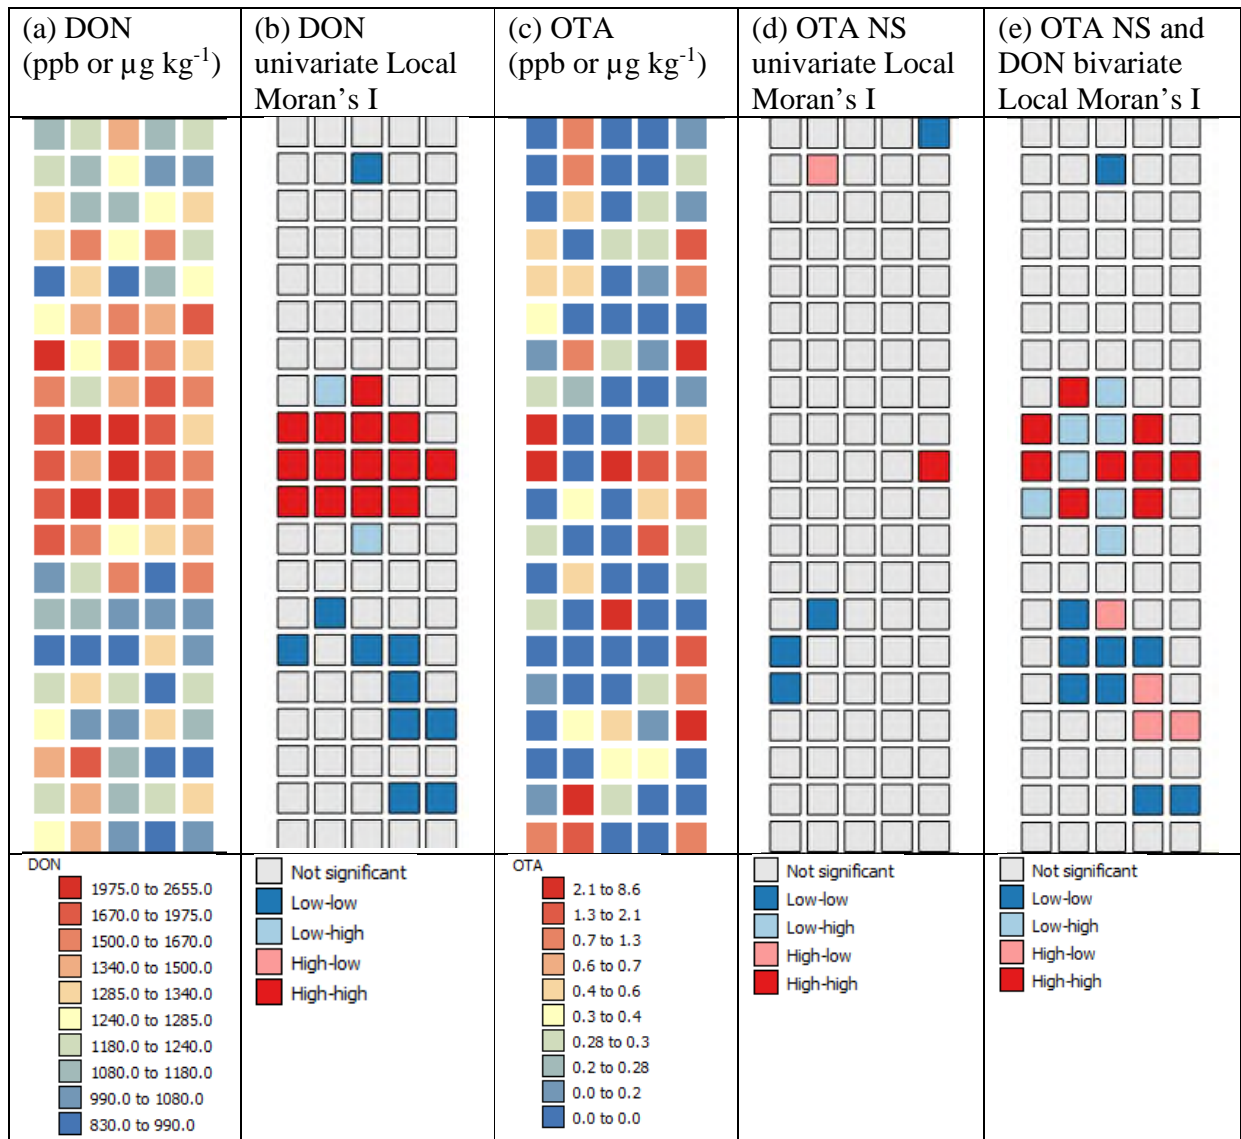 (a) DON
(ppb or µg kg⁻¹)
(b) DON
univariate Local
Moran's I
(c) OTA
(ppb or µg kg⁻¹)
(d) OTA NS
univariate Local
Moran's I
(e) OTA NS and
DON bivariate
Local Moran's I
DON
1975.0 to 2655.0
1670.0 to 1975.0
1500.0 to 1670.0
1340.0 to 1500.0
1285.0 to 1340.0
1240.0 to 1285.0
1180.0 to 1240.0
1080.0 to 1180.0
990.0 to 1080.0
830.0 to 990.0
Not significant
Low-low
Low-high
High-low
High-high
OTA
2.1 to 8.6
1.3 to 2.1
0.7 to 1.3
0.6 to 0.7
0.4 to 0.6
0.3 to 0.4
0.28 to 0.3
0.2 to 0.28
0.0 to 0.2
0.0 to 0.0
Not significant
Low-low
Low-high
High-low
High-high
Not significant
Low-low
Low-high
High-low
High-high